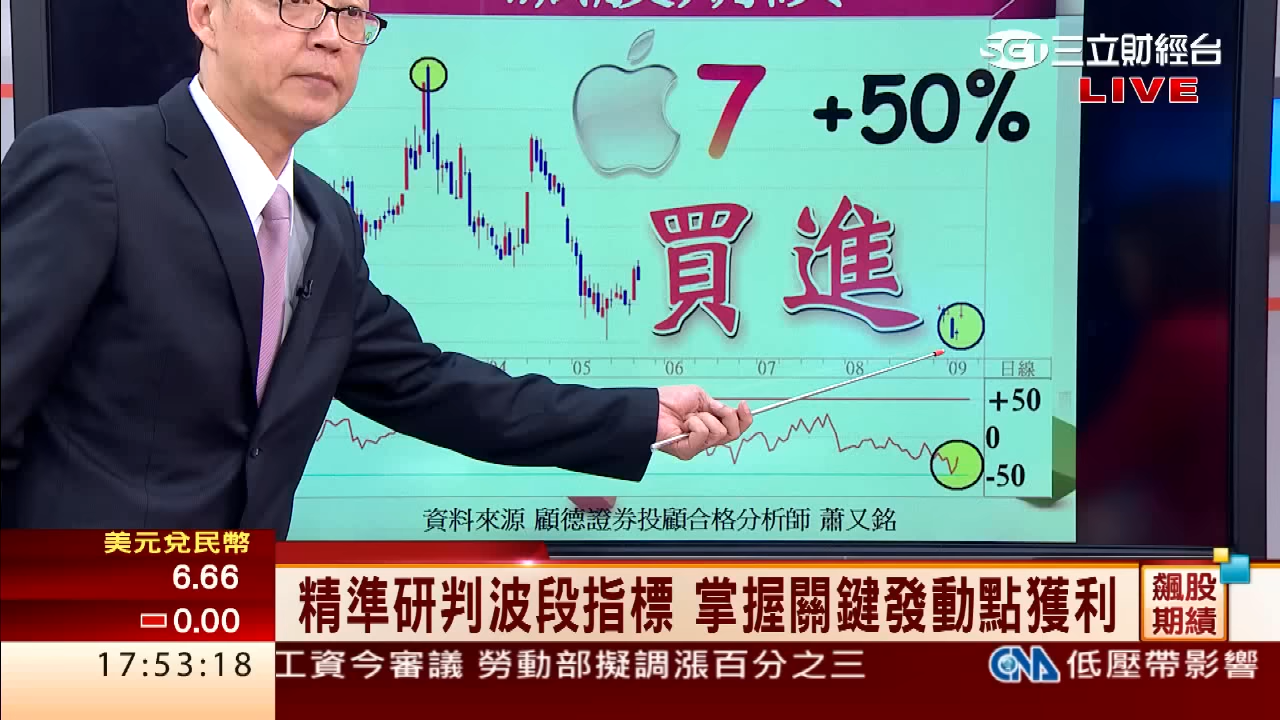 SET三立財經台
LIVE
7 +50%
買進
04 05 06 07 08 09 日線
+50
0
-50
資料來源 顧德證券投顧合格分析師 蕭又銘
美元兌民幣
6.66
0.00
精準研判波段指標 掌握關鍵發動點獲利
飆股
期績
17:53:18
工資今審議 勞動部擬調漲百分之三
CNA 低壓帶影響